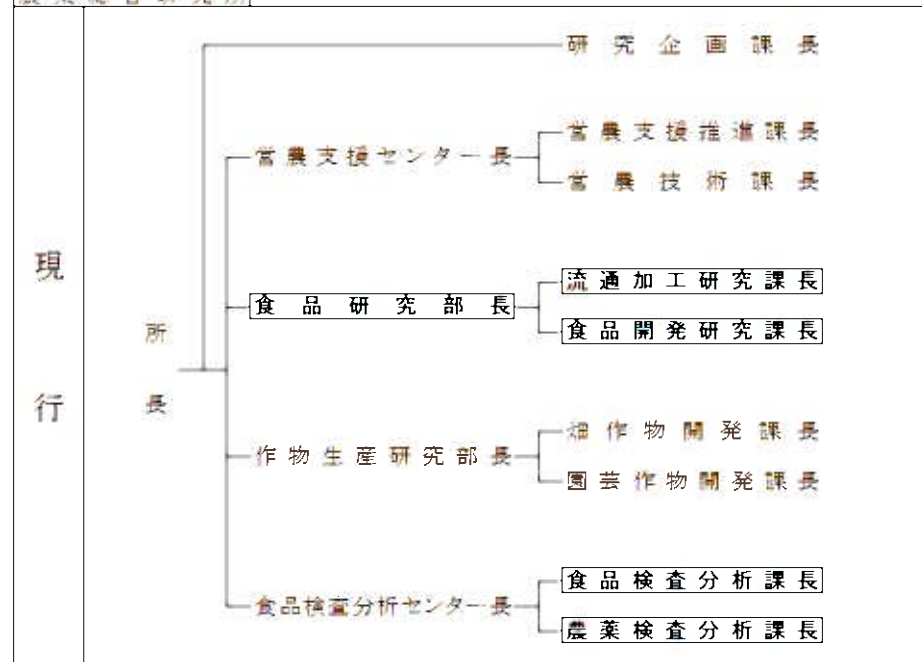 現行
所長
研究企画課長
営農支援センター長
営農支援推進課長
営農技術課長
食品研究部長
流通加工研究課長
食品開発研究課長
作物生産研究部長
畑作物開発課長
園芸作物開発課長
食品検査分析センター長
食品検査分析課長
農薬検査分析課長